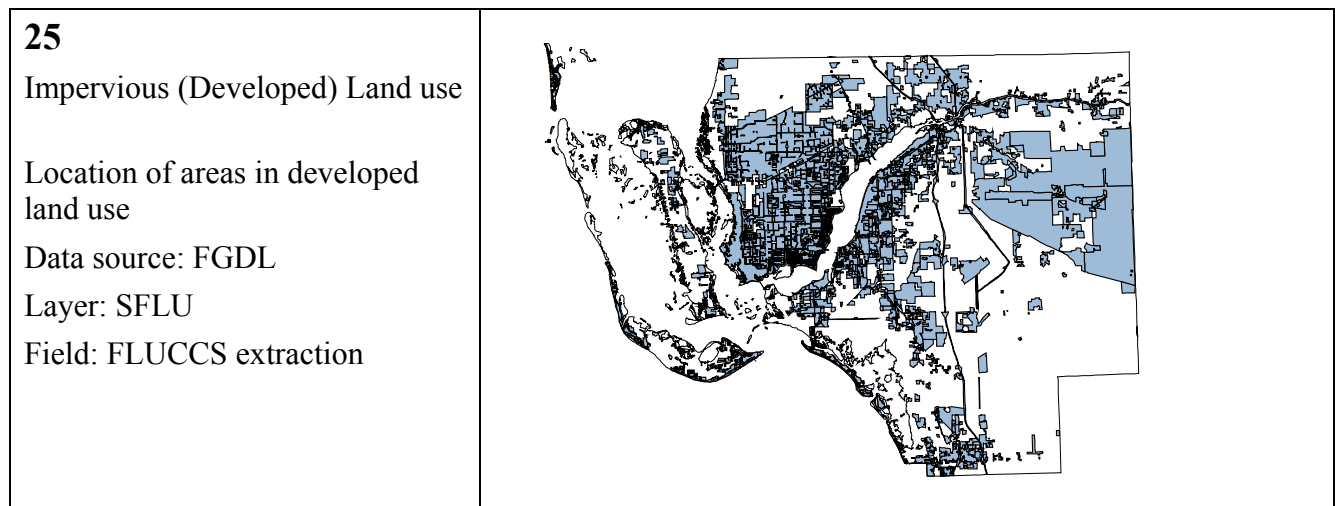 25
Impervious (Developed) Land use
Location of areas in developed
land use
Data source: FGDL
Layer: SFLU
Field: FLUCCS extraction